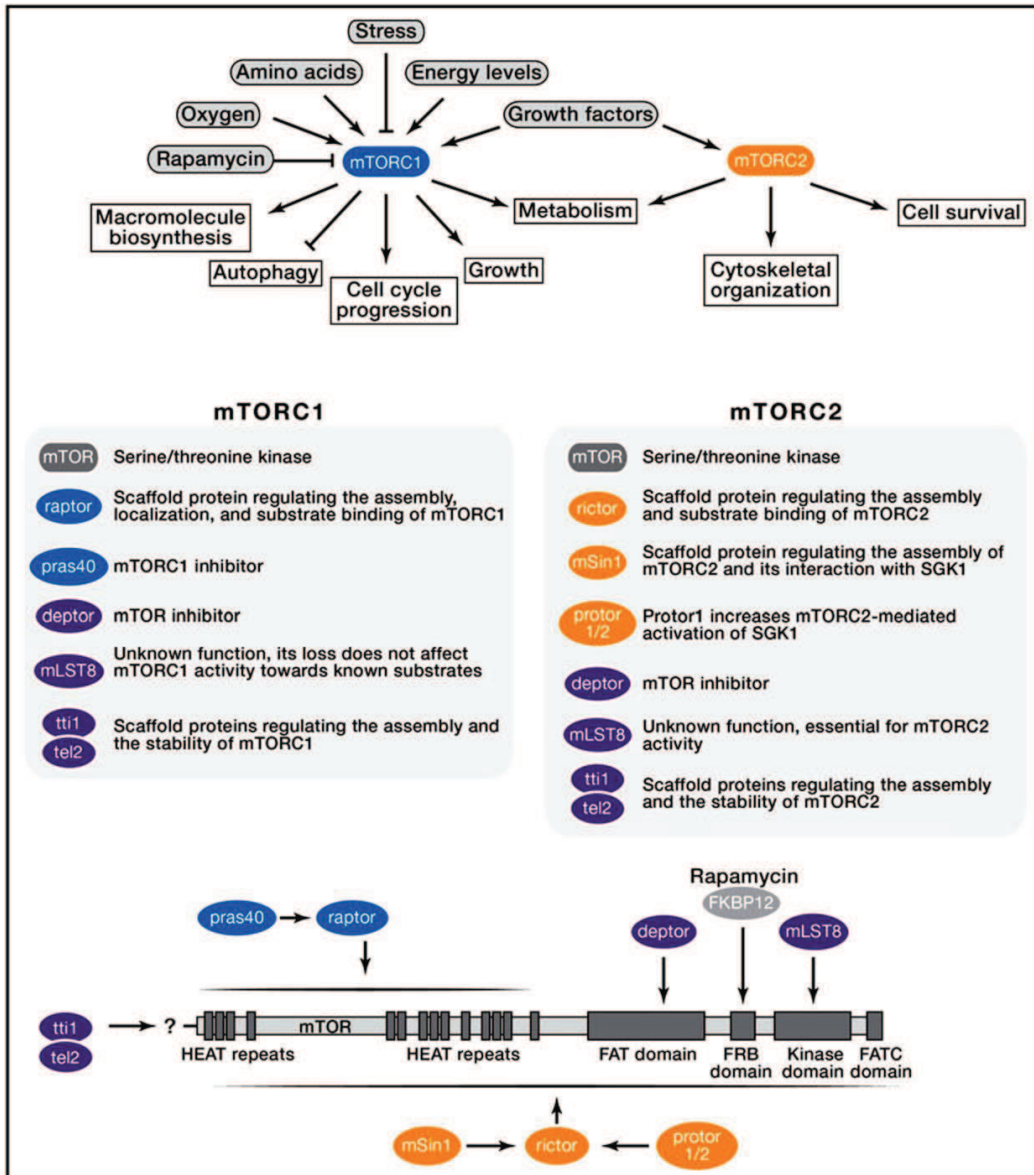 Stress
Amino acids
Energy levels
Oxygen
Growth factors
Rapamycin
mTORC1
mTORC2
Macromolecule
biosynthesis
Autophagy
Cell cycle
progression
Growth
Metabolism
Cytoskeletal
organization
Cell survival
mTORC1
mTOR
Serine/threonine kinase
raptor
Scaffold protein regulating the assembly,
localization, and substrate binding of mTORC1
pras40
mTORC1 inhibitor
deptor
mTOR inhibitor
mLST8
Unknown function, its loss does not affect
mTORC1 activity towards known substrates
tti1
tel2
Scaffold proteins regulating the assembly and
the stability of mTORC1
mTORC2
mTOR
Serine/threonine kinase
rictor
Scaffold protein regulating the assembly
and substrate binding of mTORC2
mSin1
Scaffold protein regulating the assembly of
mTORC2 and its interaction with SGK1
protor
1/2
Protor1 increases mTORC2-mediated
activation of SGK1
deptor
mTOR inhibitor
mLST8
Unknown function, essential for mTORC2
activity
tti1
tel2
Scaffold proteins regulating the assembly
and the stability of mTORC2
Rapamycin
FKBP12
pras40
raptor
deptor
mLST8
tti1
tel2
?
mTOR
HEAT repeats
HEAT repeats
FAT domain
FRB
domain
Kinase
domain
FATC
domain
mSin1
rictor
protor
1/2